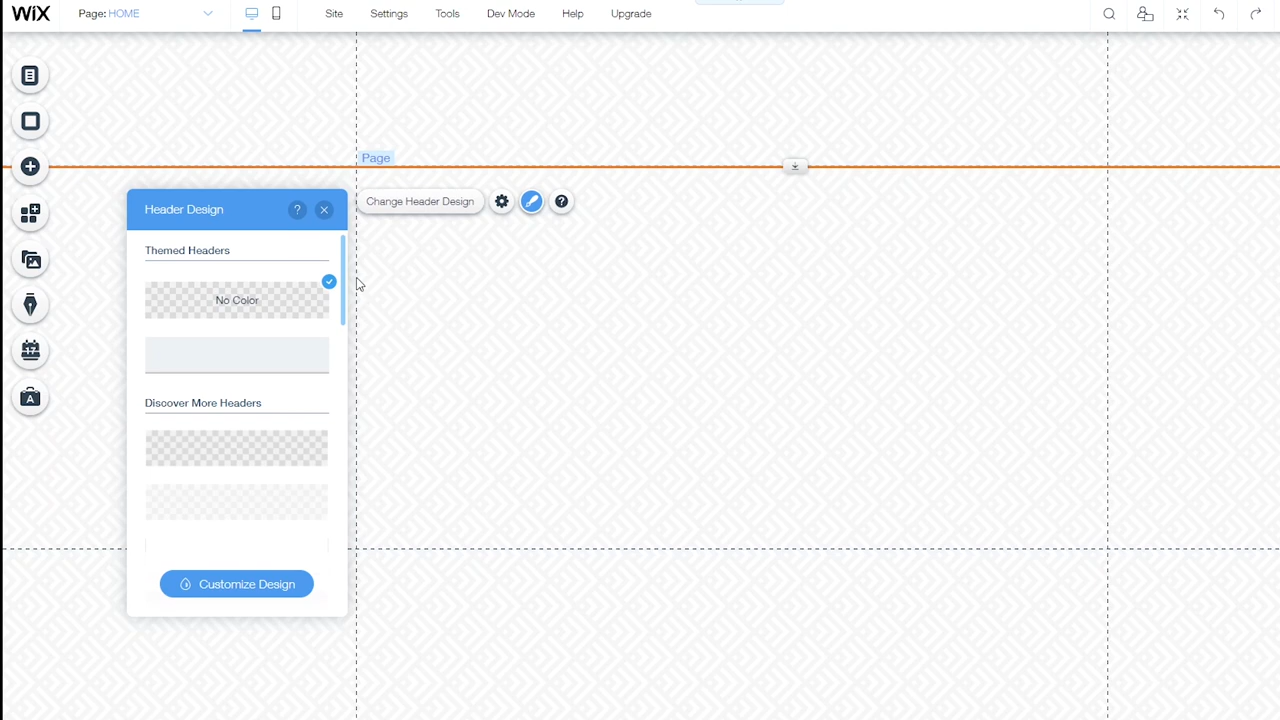 WiX
Page: HOME
Site
Settings
Tools
Dev Mode
Help
Upgrade
Page
Header Design
?
Change Header Design
?
Themed Headers
No Color
Discover More Headers
Customize Design
17
A